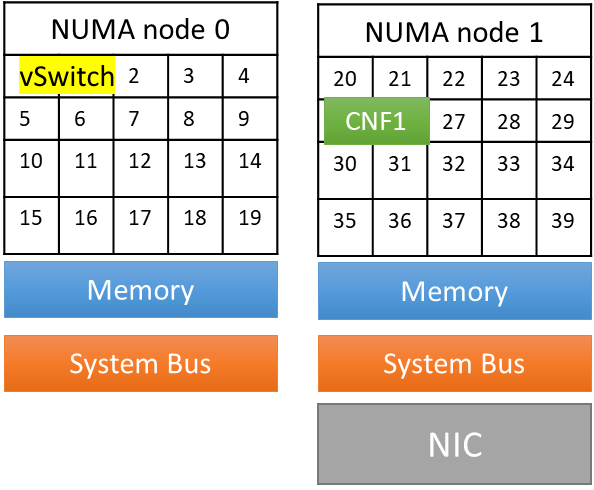 NUMA node 0
vSwitch 2 3 4
5 6 7 8 9
10 11 12 13 14
15 16 17 18 19
Memory
System Bus
NUMA node 1
20 21 22 23 24
CNF1 27 28 29
30 31 32 33 34
35 36 37 38 39
Memory
System Bus
NIC